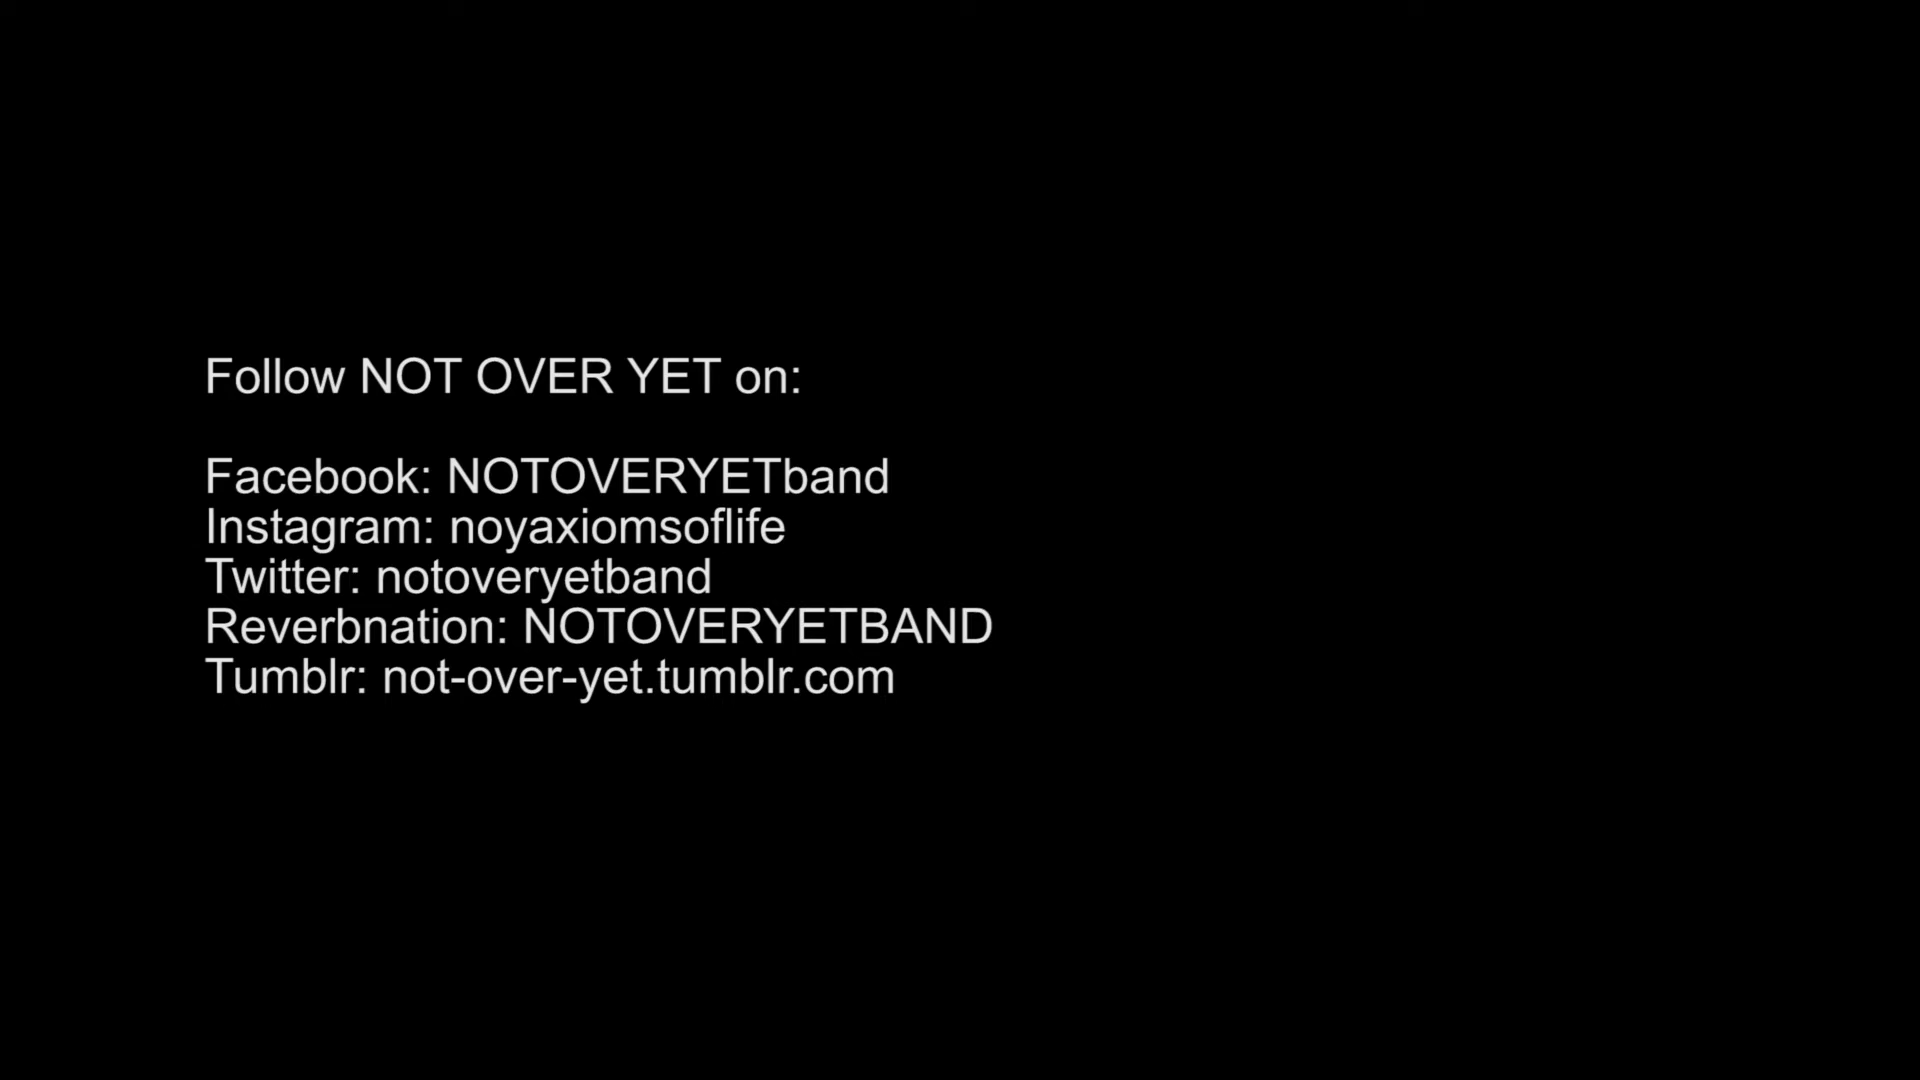 Follow NOT OVER YET on:
Facebook: NOTOVERYETband
Instagram: noyaxiomsoflife
Twitter: notoveryetband
Reverbnation: NOTOVERYETBAND
Tumblr: not-over-yet.tumblr.com